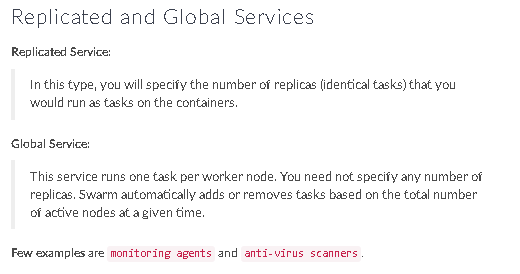 Replicated and Global Services
Replicated Service:
In this type, you will specify the number of replicas (identical tasks) that you
would run as tasks on the containers.
Global Service:
This service runs one task per worker node. You need not specify any number of
replicas. Swarm automatically adds or removes tasks based on the total number
of active nodes at a given time.
Few examples are monitoring agents and anti-virus scanners.